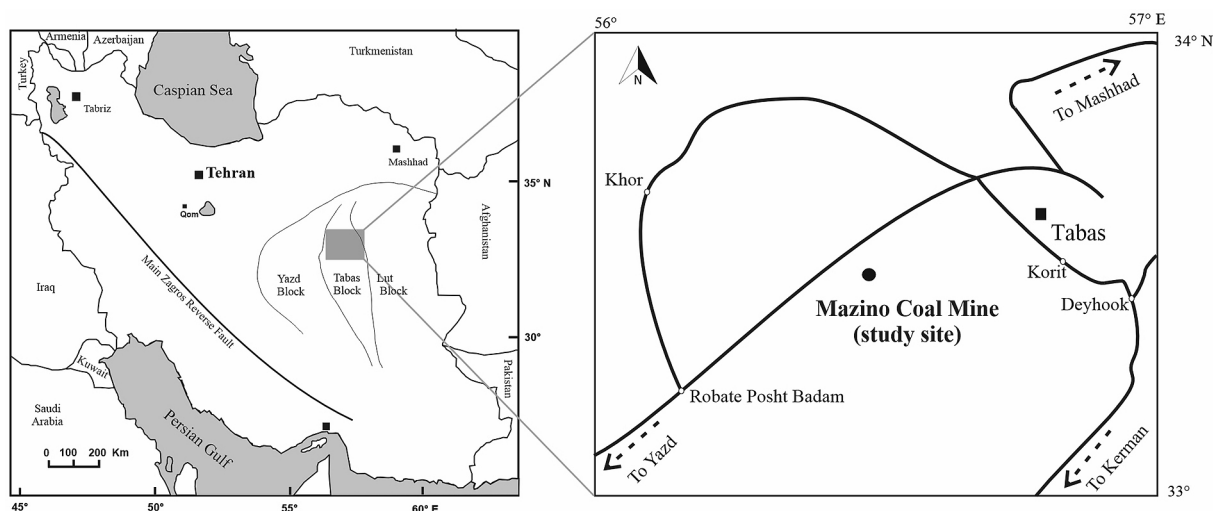 Armenia
Azerbaijan
Turkey
Turkmenistan
Caspian Sea
Tabriz
Mashhad
Tehran
35° N
Qom
Afghanistan
Iraq
Main Zagros Reverse Fault
Yazd
Block
Tabas
Block
Lut
Block
30°
Kuwait
Pakistan
Saudi
Arabia
Persian Gulf
0 100 200 Km
45°
50°
55°
60° E
56°
57° E
34° N
N
To Mashhad
Khor
Tabas
Korit
Deyhook
Mazino Coal Mine
(study site)
Robate Posht Badam
To Yazd
To Kerman
33°